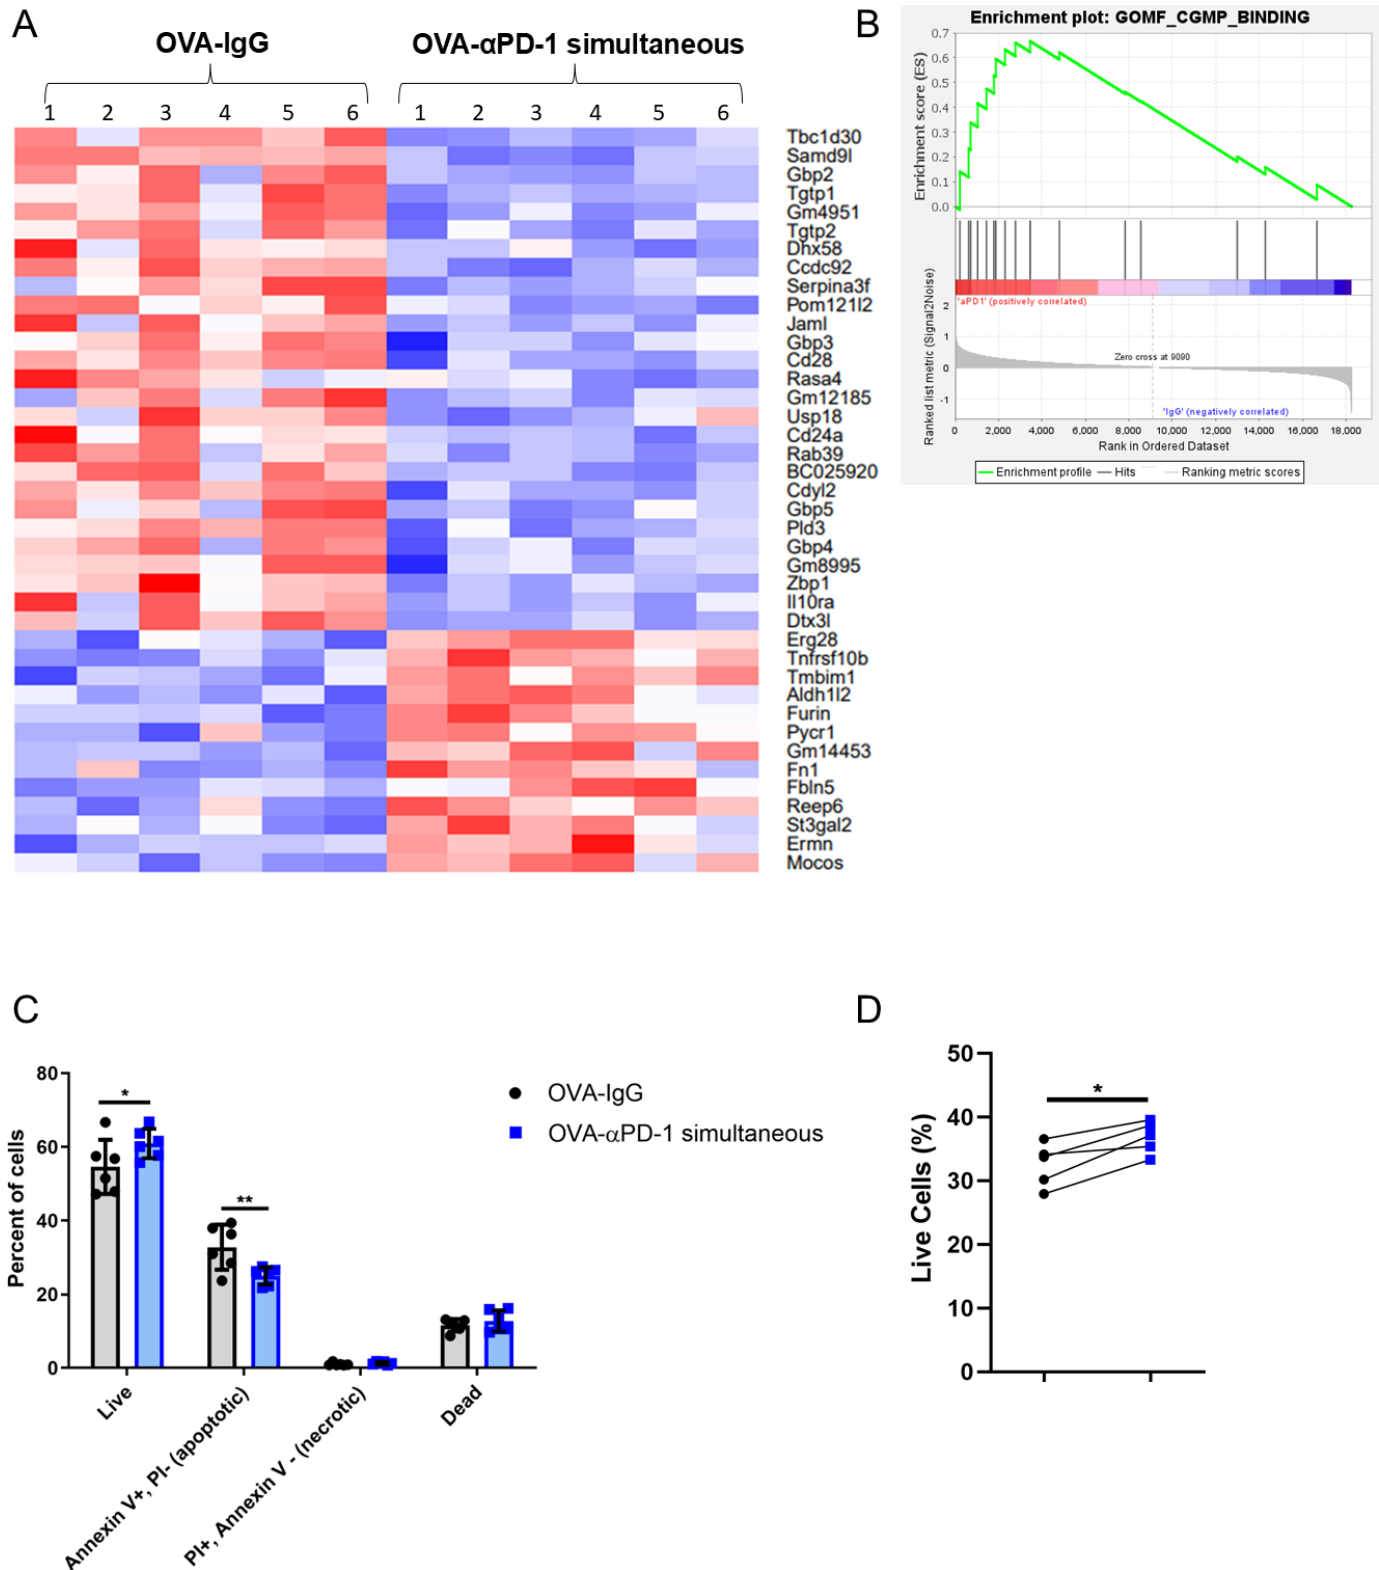 A
OVA-IgG
OVA-αPD-1 simultaneous
1 2 3 4 5 6 1 2 3 4 5 6
Tbc1d30
Samd9l
Gbp2
Tgtp1
Gm4951
Tgtp2
Dhx58
Ccdc92
Serpina3f
Pom121l2
Jaml
Gbp3
Cd28
Rasa4
Gm12185
Usp18
Cd24a
Rab39
BC025920
Cdyl2
Gbp5
Pld3
Gbp4
Gm8995
Zbp1
Il10ra
Dtx3l
Erg28
Tnfrsf10b
Tmbim1
Aldh1l2
Furin
Pycr1
Gm14453
Fn1
Fbln5
Reep6
St3gal2
Ermn
Mocos
B
Enrichment plot: GOMF_CGMP_BINDING
Enrichment score (ES)
0.7
0.6
0.5
0.4
0.3
0.2
0.1
0.0
'aPD1' (positively correlated)
Ranked list metric (Signal2Noise)
2
1
0
-1
Zero cross at 9090
'IgG' (negatively correlated)
0 2,000 4,000 6,000 8,000 10,000 12,000 14,000 16,000 18,000
Rank in Ordered Dataset
Enrichment profile Hits Ranking metric scores
C
Percent of cells
80
60
40
20
0
*
**
OVA-IgG
OVA-αPD-1 simultaneous
Live
Annexin V+, PI- (apoptotic)
PI+, Annexin V - (necrotic)
Dead
D
Live Cells (%)
50
40
30
20
10
0
*